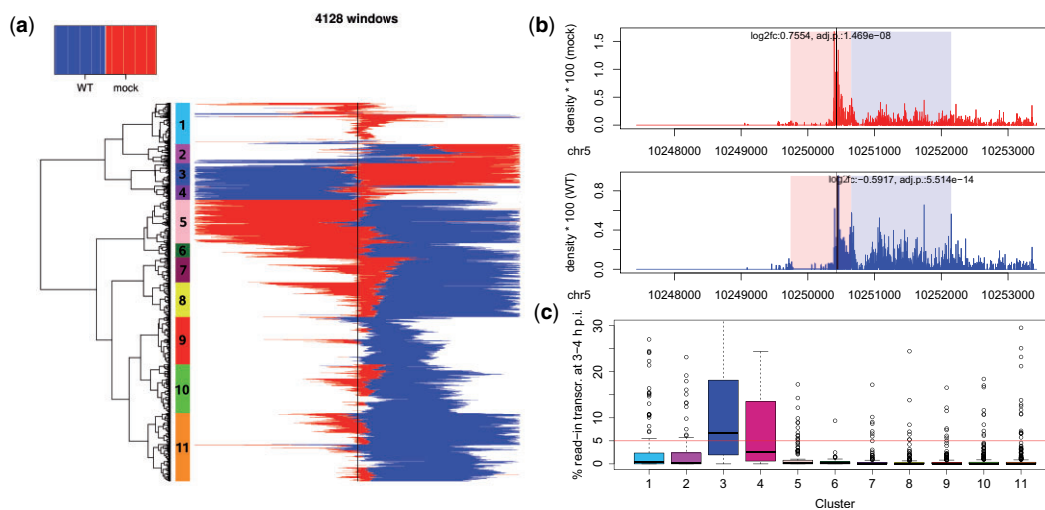 (a)
4128 windows
WT mock
1
2
3
4
5
6
7
8
9
10
11
(b)
log2fc:0.7554, adj.p.:1.469e−08
density * 100 (mock)
1.5
1.0
0.5
0.0
chr5 10248000 10249000 10250000 10251000 10252000 10253000
log2fc:−0.5917, adj.p.:5.514e−14
density * 100 (WT)
0.8
0.4
0.0
chr5 10248000 10249000 10250000 10251000 10252000 10253000
(c)
% read−in transcr. at 3−4 h p.i.
30
20
10
5
0
1 2 3 4 5 6 7 8 9 10 11
Cluster